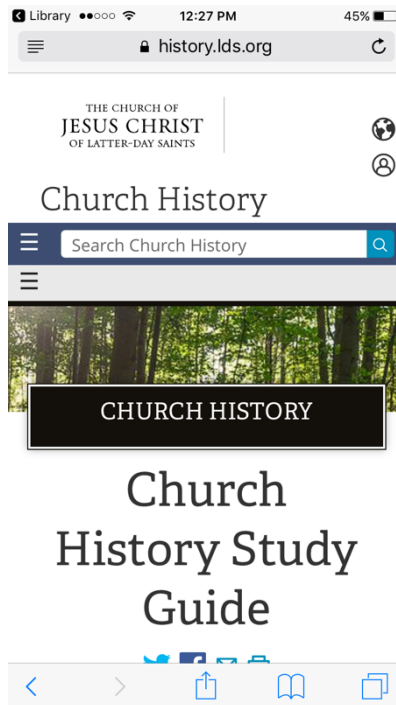 Library 12:27 PM 45%
history.lds.org
THE CHURCH OF
JESUS CHRIST
OF LATTER-DAY SAINTS
Church History
Search Church History
CHURCH HISTORY
Church
History Study
Guide